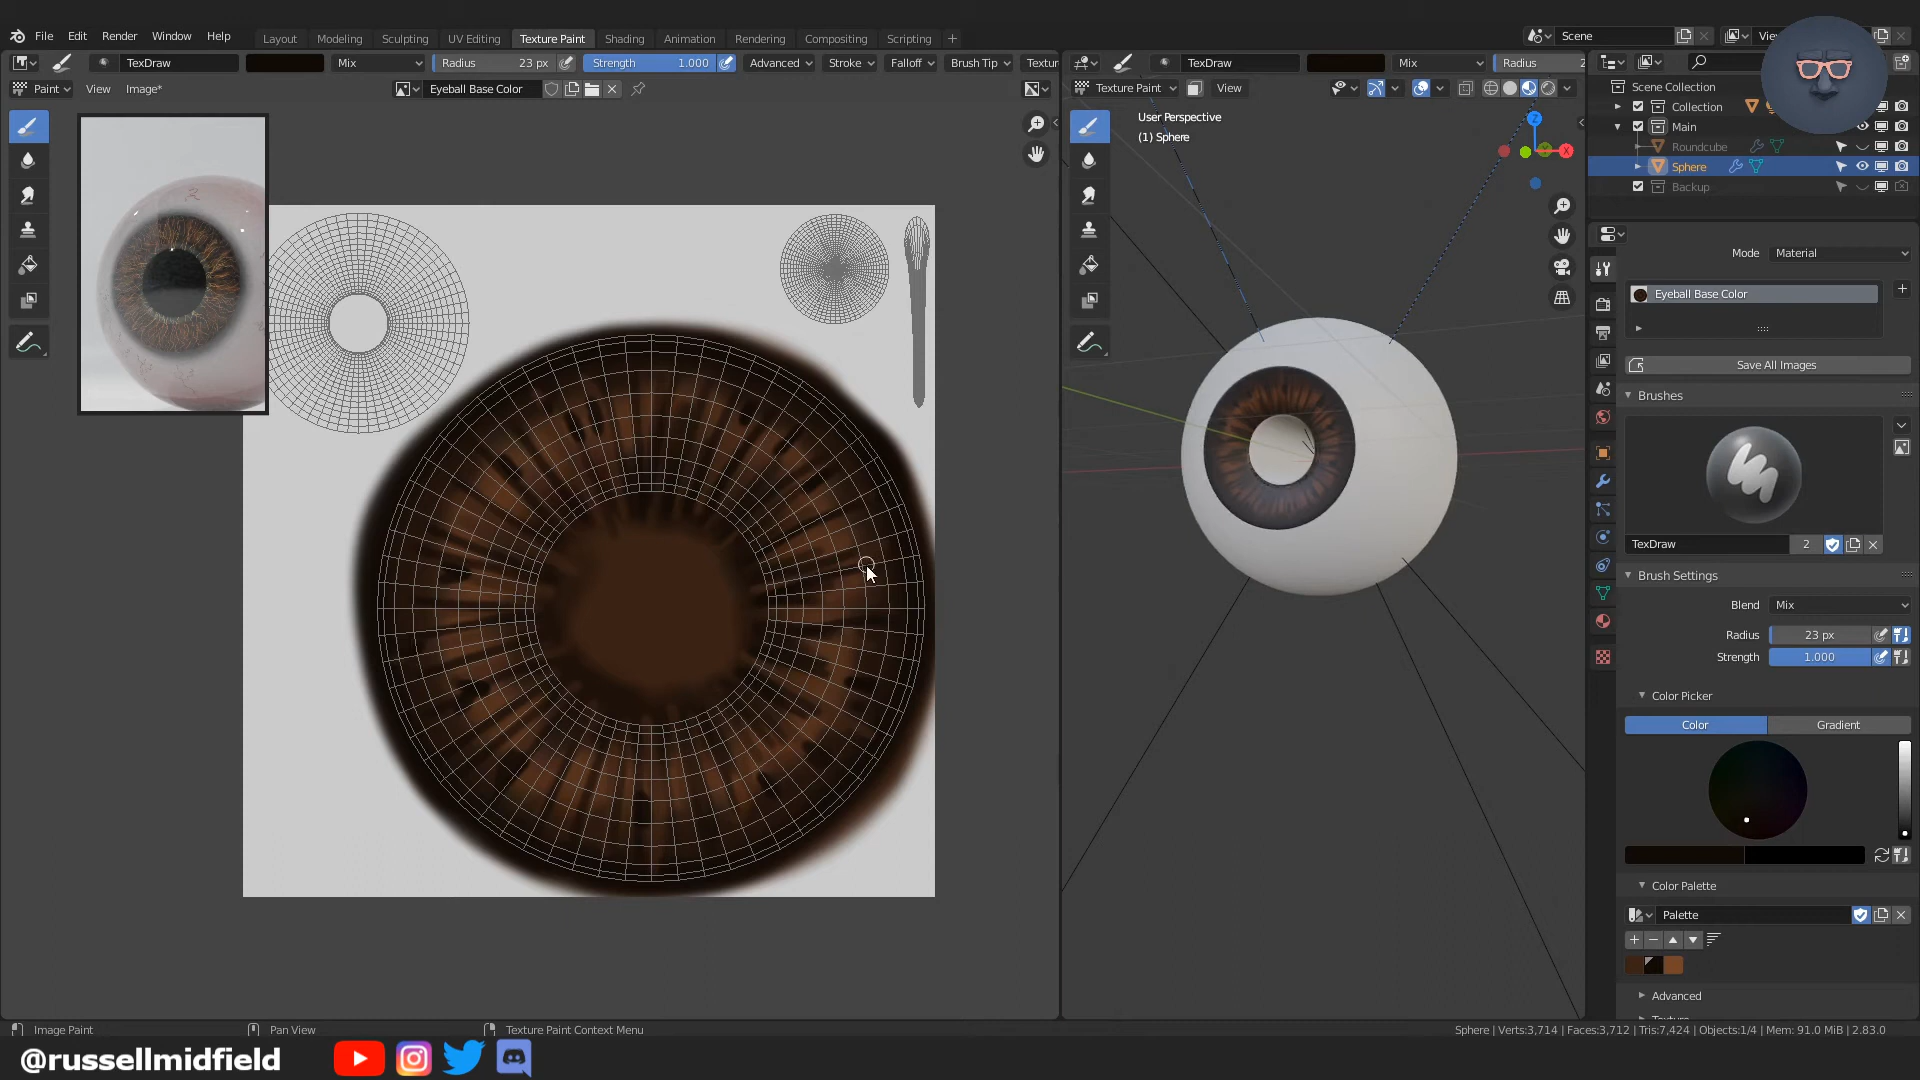 File Edit Render Window Help
Layout Modeling Sculpting UV Editing Texture Paint Shading Animation Rendering Compositing Scripting +
Scene
TexDraw Mix Radius 23 px Strength 1.000 Advanced Stroke Falloff Brush Tip
TexDraw Mix Radius
Paint View Image* Eyeball Base Color
Texture Paint View
Scene Collection
Collection
Main
Roundcube
Sphere
Backup
User Perspective
(1) Sphere
Z
X
Mode Material
Eyeball Base Color
Save All Images
Brushes
TexDraw 2
Brush Settings
Blend Mix
Radius 23 px
Strength 1.000
Color Picker
Color Gradient
Color Palette
Palette
Advanced
Image Paint Pan View Texture Paint Context Menu
Sphere | Verts:3,714 | Faces:3,712 | Tris:7,424 | Objects:1/4 | Mem: 91.0 MiB | 2.83.0
@russellmidfield